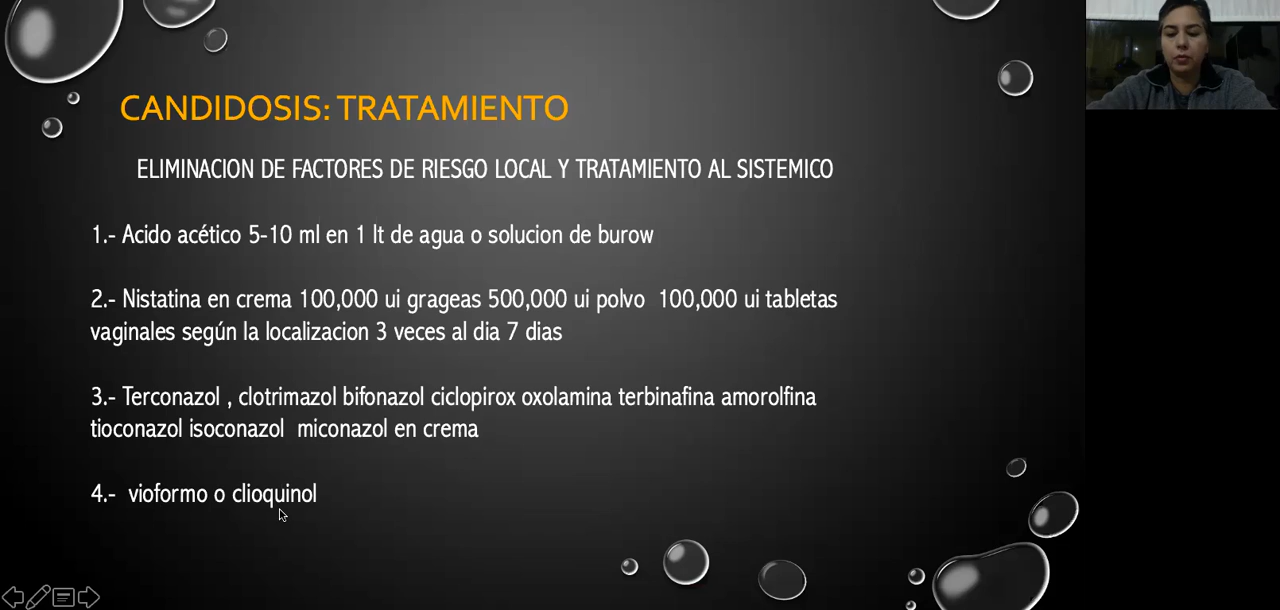 CANDIDOSIS: TRATAMIENTO
ELIMINACION DE FACTORES DE RIESGO LOCAL Y TRATAMIENTO AL SISTEMICO
1.- Acido acético 5-10 ml en 1 lt de agua o solucion de burow
2.- Nistatina en crema 100,000 ui grageas 500,000 ui polvo 100,000 ui tabletas
vaginales según la localizacion 3 veces al dia 7 dias
3.- Terconazol , clotrimazol bifonazol ciclopirox oxolamina terbinafina amorolfina
tioconazol isoconazol miconazol en crema
4.- vioformo o clioquinol